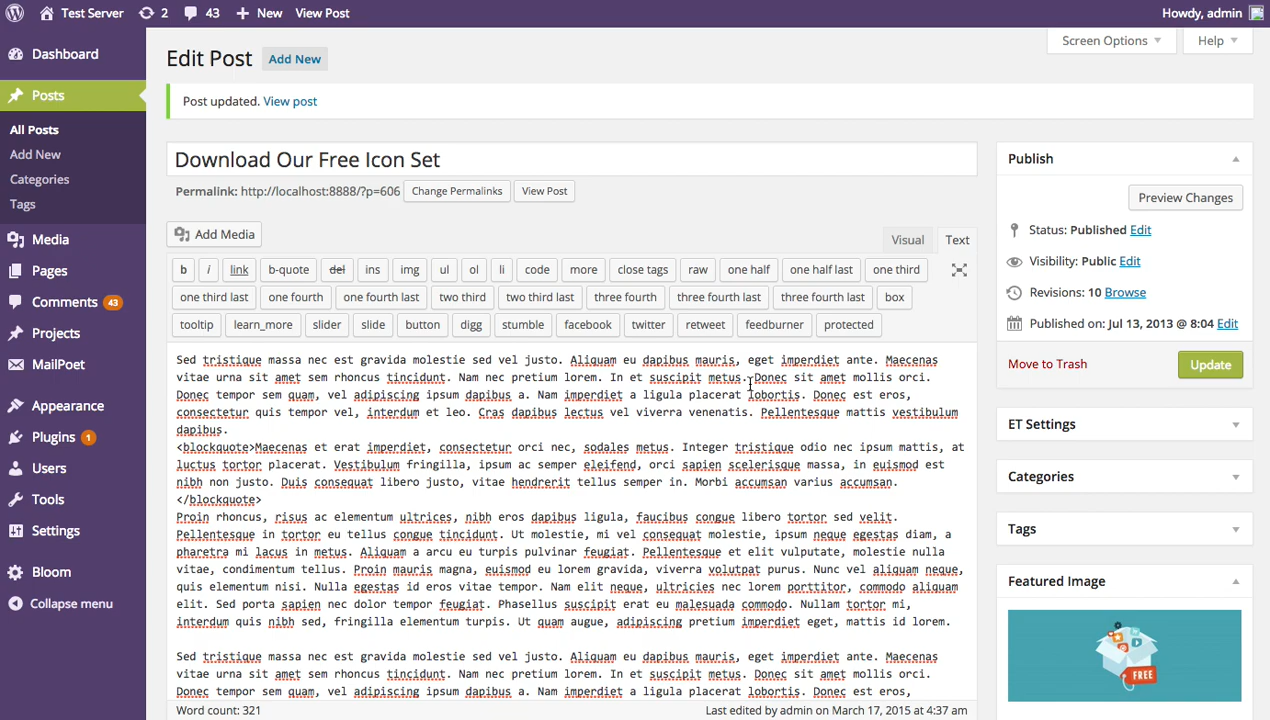 Test Server 2 43 New View Post Howdy, admin
Dashboard
Posts
All Posts
Add New
Categories
Tags
Media
Pages
Comments 43
Projects
MailPoet
Appearance
Plugins 1
Users
Tools
Settings
Bloom
Collapse menu
Screen Options Help
Edit Post Add New
Post updated. View post
Download Our Free Icon Set
Permalink: http://localhost:8888/?p=606 Change Permalinks View Post
Add Media
Visual Text
b i link b-quote del ins img ul ol li code more close tags raw one half one half last one third
one third last one fourth one fourth last two third two third last three fourth three fourth last three fourth last box
tooltip learn_more slider slide button digg stumble facebook twitter retweet feedburner protected
Sed tristique massa nec est gravida molestie sed vel justo. Aliquam eu dapibus mauris, eget imperdiet ante. Maecenas
vitae urna sit amet sem rhoncus tincidunt. Nam nec pretium lorem. In et suscipit metus. Donec sit amet mollis orci.
Donec tempor sem quam, vel adipiscing ipsum dapibus a. Nam imperdiet a ligula placerat lobortis. Donec est eros,
consectetur quis tempor vel, interdum et leo. Cras dapibus lectus vel viverra venenatis. Pellentesque mattis vestibulum
dapibus.
<blockquote>Maecenas et erat imperdiet, consectetur orci nec, sodales metus. Integer tristique odio nec ipsum mattis, at
luctus tortor placerat. Vestibulum fringilla, ipsum ac semper eleifend, orci sapien scelerisque massa, in euismod est
nibh non justo. Duis consequat libero justo, vitae hendrerit tellus semper in. Morbi accumsan varius accumsan.
</blockquote>
Proin rhoncus, risus ac elementum ultrices, nibh eros dapibus ligula, faucibus congue libero tortor sed velit.
Pellentesque in tortor eu tellus congue tincidunt. Ut molestie, mi vel consequat molestie, ipsum neque egestas diam, a
pharetra mi lacus in metus. Aliquam a arcu eu turpis pulvinar feugiat. Pellentesque et elit vulputate, molestie nulla
vitae, condimentum tellus. Proin mauris magna, euismod eu lorem gravida, viverra volutpat purus. Nunc vel aliquam neque,
quis elementum nisi. Nulla egestas id eros vitae tempor. Nam elit neque, ultricies nec lorem porttitor, commodo aliquam
elit. Sed porta sapien nec dolor tempor feugiat. Phasellus suscipit erat eu malesuada commodo. Nullam tortor mi,
interdum quis nibh sed, fringilla elementum turpis. Ut quam augue, adipiscing pretium imperdiet eget, mattis id lorem.
Sed tristique massa nec est gravida molestie sed vel justo. Aliquam eu dapibus mauris, eget imperdiet ante. Maecenas
vitae urna sit amet sem rhoncus tincidunt. Nam nec pretium lorem. In et suscipit metus. Donec sit amet mollis orci.
Donec tempor sem quam, vel adipiscing ipsum dapibus a. Nam imperdiet a ligula placerat lobortis. Donec est eros,
Word count: 321 Last edited by admin on March 17, 2015 at 4:37 am
Publish
Preview Changes
Status: Published Edit
Visibility: Public Edit
Revisions: 10 Browse
Published on: Jul 13, 2013 @ 8:04 Edit
Move to Trash Update
ET Settings
Categories
Tags
Featured Image
FREE